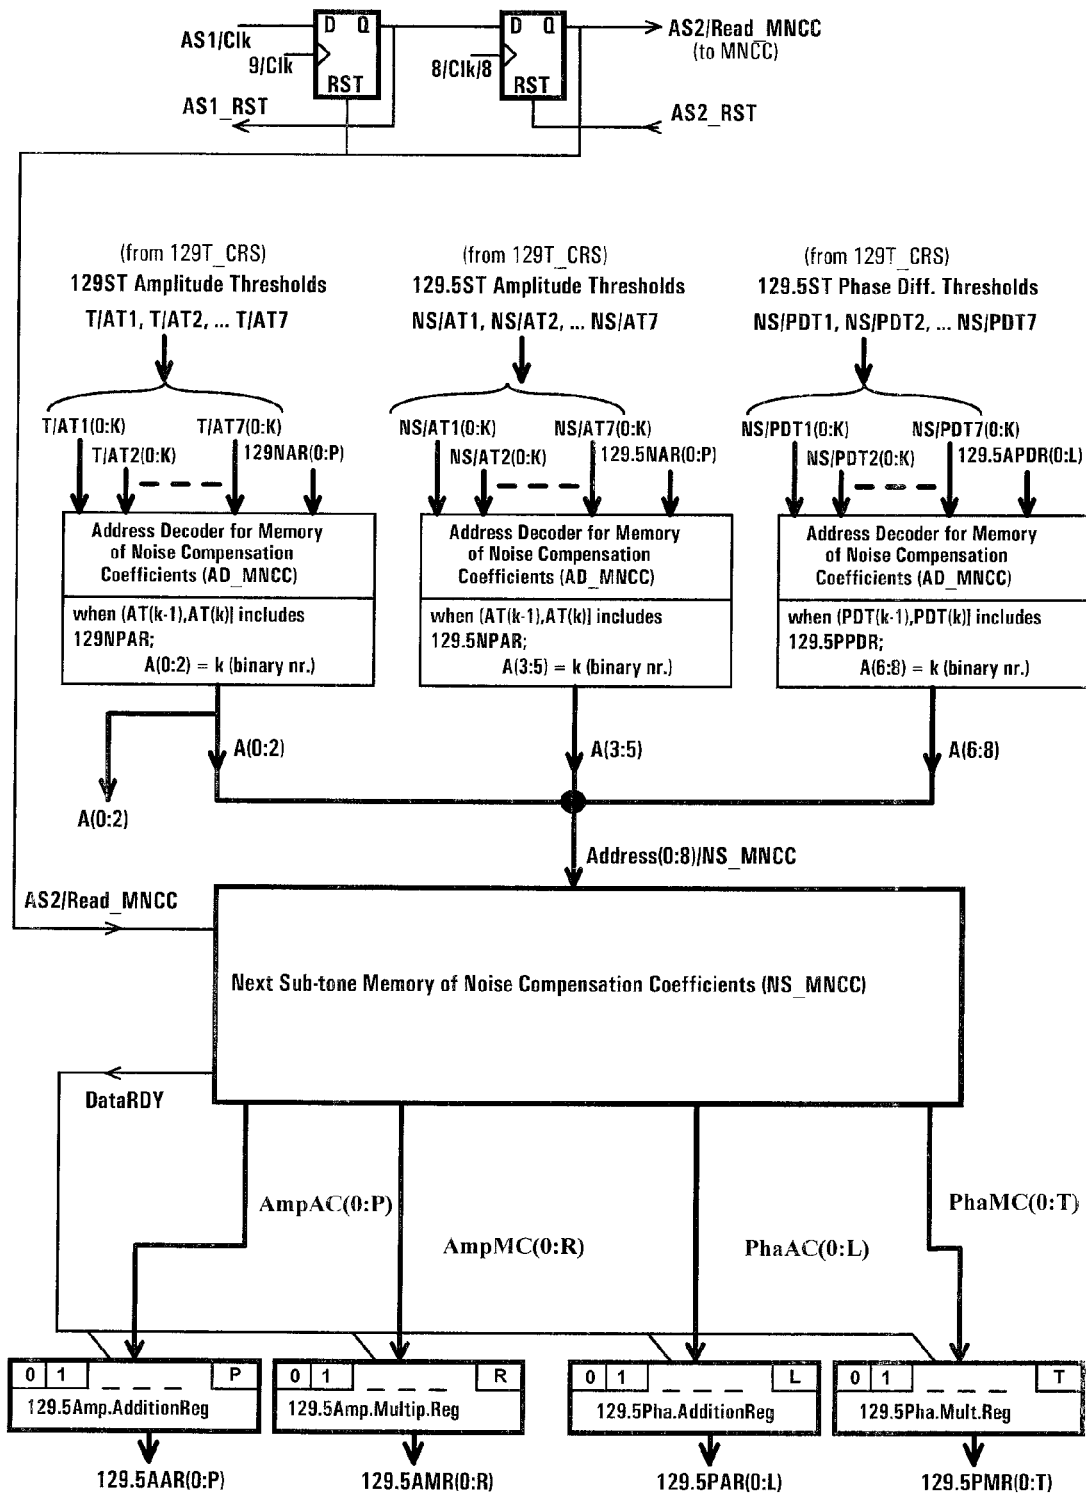 D Q
D Q
AS1/Clk
AS2/Read_MNCC
(to MNCC)
9/Clk
8/Clk/8
RST
RST
AS1_RST
AS2_RST
(from 129T_CRS)
129ST Amplitude Thresholds
T/AT1, T/AT2, ... T/AT7
(from 129T_CRS)
129.5ST Amplitude Thresholds
NS/AT1, NS/AT2, ... NS/AT7
(from 129T_CRS)
129.5ST Phase Diff. Thresholds
NS/PDT1, NS/PDT2, ... NS/PDT7
T/AT1(0:K)
T/AT7(0:K)
T/AT2(0:K)
129NAR(0:P)
NS/AT1(0:K)
NS/AT7(0:K)
NS/AT2(0:K)
129.5NAR(0:P)
NS/PDT1(0:K)
NS/PDT7(0:K)
NS/PDT2(0:K)
129.5APDR(0:L)
Address Decoder for Memory
of Noise Compensation
Coefficients (AD_MNCC)
when (AT(k-1),AT(k)] includes
129NPAR;
A(0:2) = k (binary nr.)
Address Decoder for Memory
of Noise Compensation
Coefficients (AD_MNCC)
when (AT(k-1),AT(k)] includes
129.5NPAR;
A(3:5) = k (binary nr.)
Address Decoder for Memory
of Noise Compensation
Coefficients (AD_MNCC)
when (PDT(k-1),PDT(k)] includes
129.5PPDR;
A(6:8) = k (binary nr.)
A(0:2)
A(3:5)
A(6:8)
A(0:2)
Address(0:8)/NS_MNCC
AS2/Read_MNCC
Next Sub-tone Memory of Noise Compensation Coefficients (NS_MNCC)
DataRDY
AmpAC(0:P)
AmpMC(0:R)
PhaAC(0:L)
PhaMC(0:T)
0 1 P
129.5Amp.AdditionReg
0 1 R
129.5Amp.Multip.Reg
0 1 L
129.5Pha.AdditionReg
0 1 T
129.5Pha.Mult.Reg
129.5AAR(0:P)
129.5AMR(0:R)
129.5PAR(0:L)
129.5PMR(0:T)